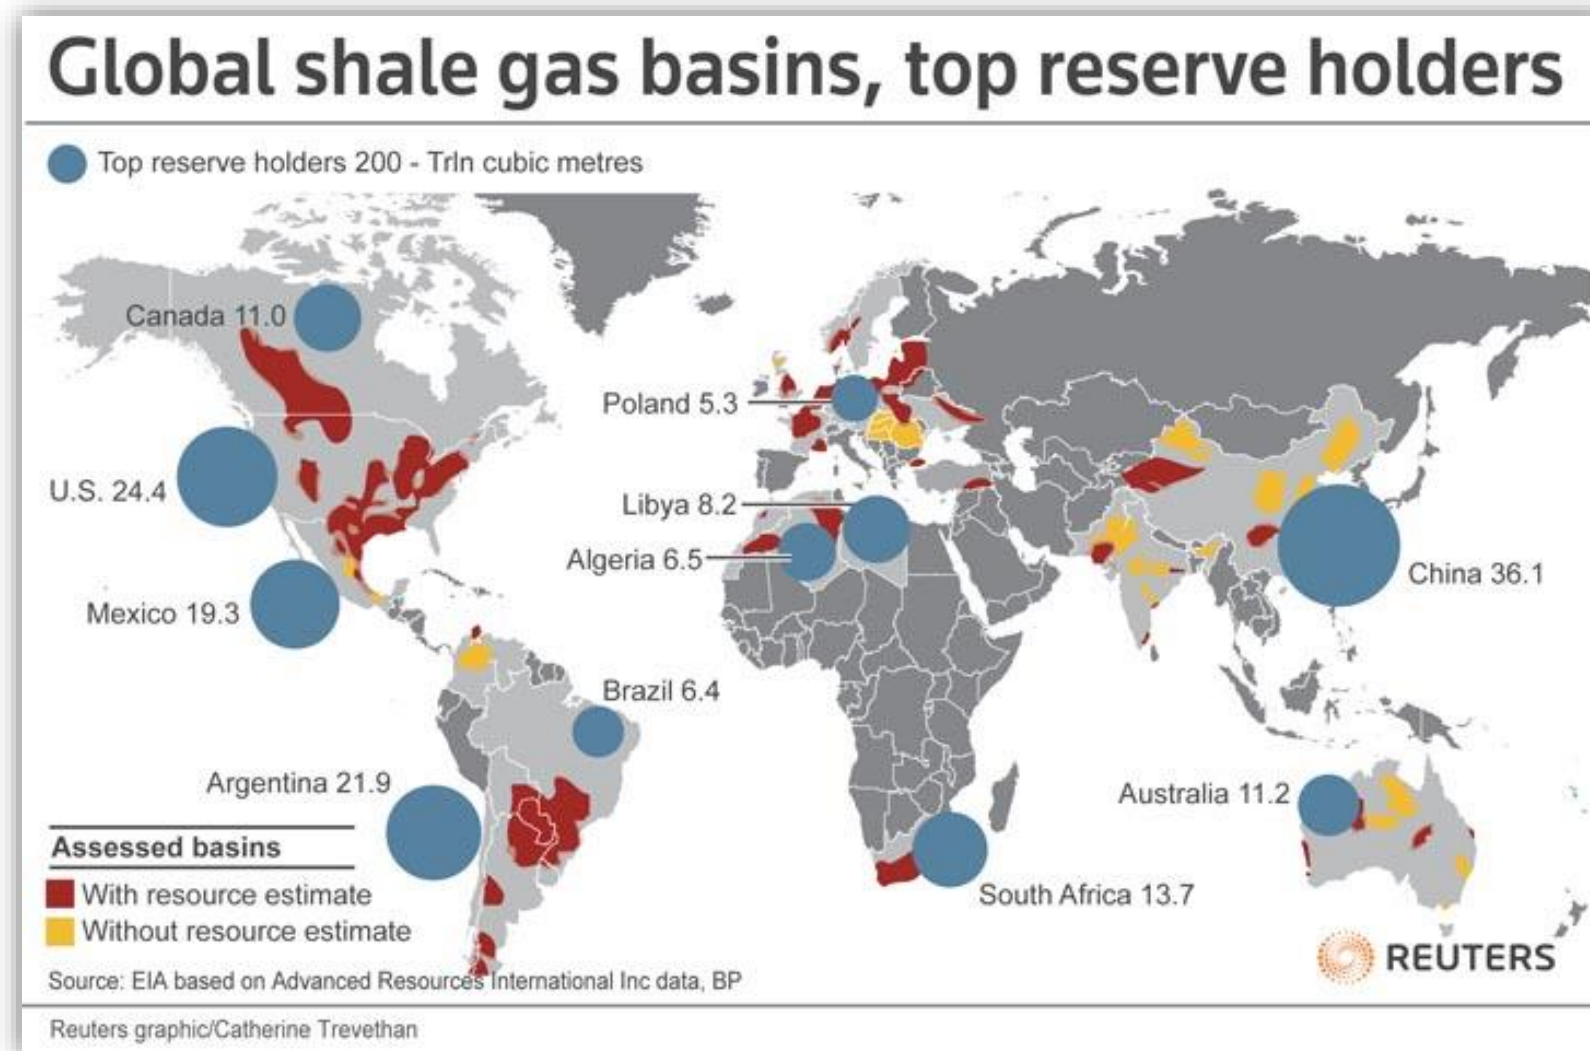 Global shale gas basins, top reserve holders
Top reserve holders 200 - Trln cubic metres
Canada 11.0
Poland 5.3
U.S. 24.4
Libya 8.2
Algeria 6.5
China 36.1
Mexico 19.3
Brazil 6.4
Argentina 21.9
Australia 11.2
South Africa 13.7
Assessed basins
With resource estimate
Without resource estimate
REUTERS
Source: EIA based on Advanced Resources International Inc data, BP
Reuters graphic/Catherine Trevethan